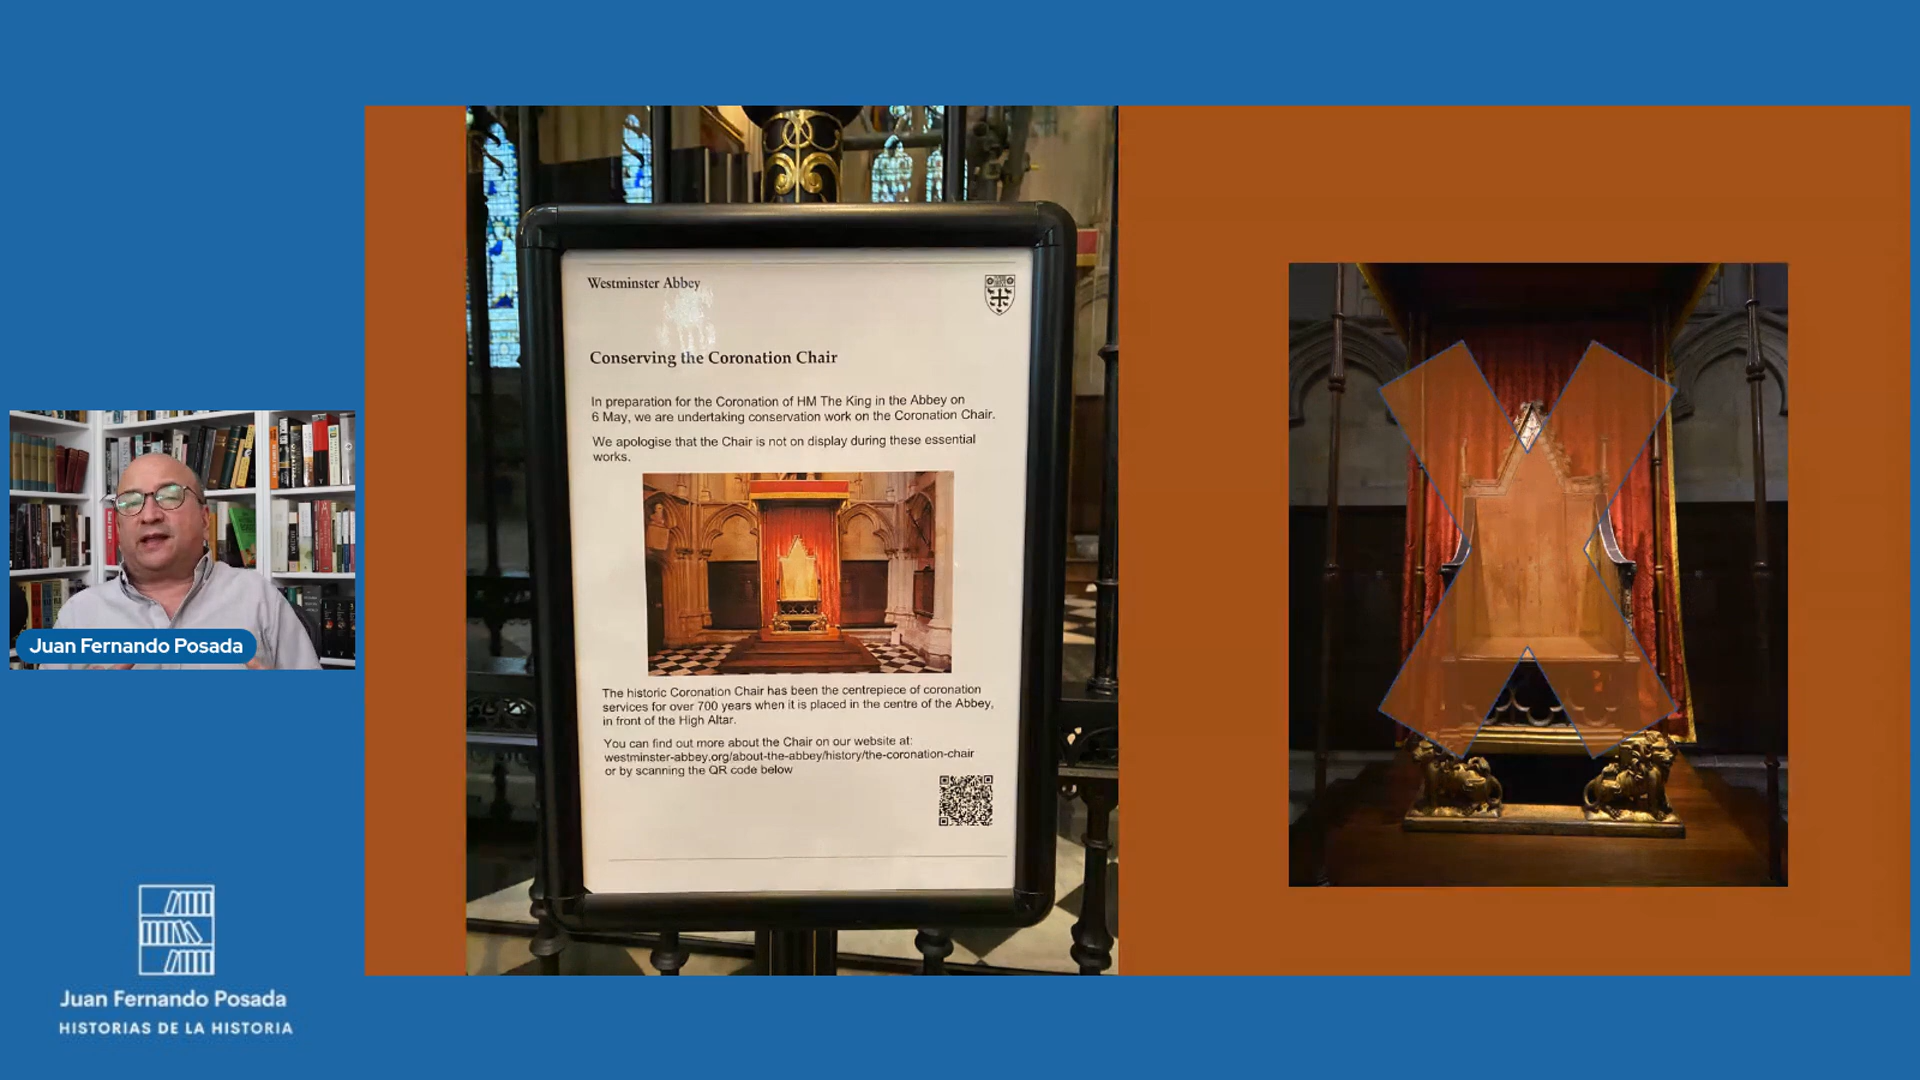 Westminster Abbey
Conserving the Coronation Chair
In preparation for the Coronation of HM The King in the Abbey on
6 May, we are undertaking conservation work on the Coronation Chair.
We apologise that the Chair is not on display during these essential
works.
The historic Coronation Chair has been the centrepiece of coronation
services for over 700 years when it is placed in the centre of the Abbey,
in front of the High Altar.
You can find out more about the Chair on our website at:
westminster-abbey.org/about-the-abbey/history/the-coronation-chair
or by scanning the QR code below
Juan Fernando Posada
Juan Fernando Posada
HISTORIAS DE LA HISTORIA